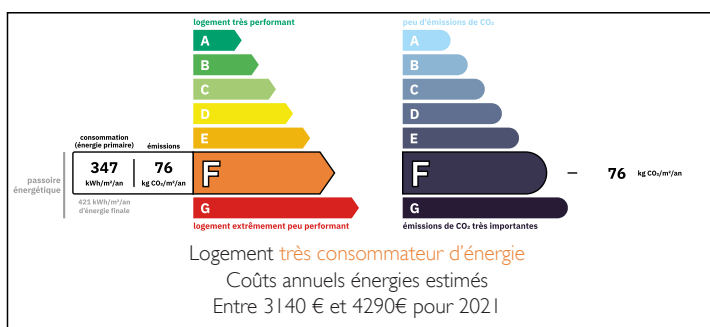 logement très performant
A
B
C
D
E
consommation
(énergie primaire)
émissions
347
kWh/m²/an
76
kg CO₂/m²/an
F
passoire
énergétique
421 kWh/m²/an
d'énergie finale
G
logement extrêmement peu performant
peu d'émissions de CO₂
A
B
C
D
E
F
76 kg CO₂/m²/an
G
émissions de CO₂ très importantes
Logement très consommateur d'énergie
Coûts annuels énergies estimés
Entre 3140 € et 4290€ pour 2021